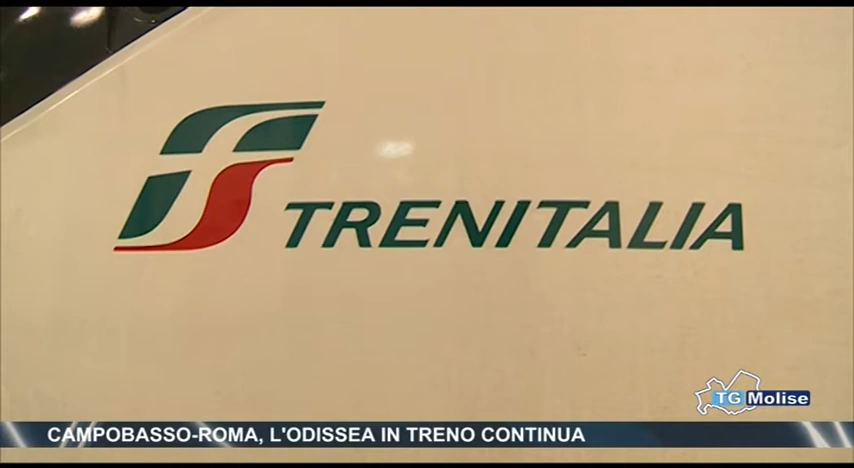 TRENITALIA
TG Molise
CAMPOBASSO-ROMA, L'ODISSEA IN TRENO CONTINUA